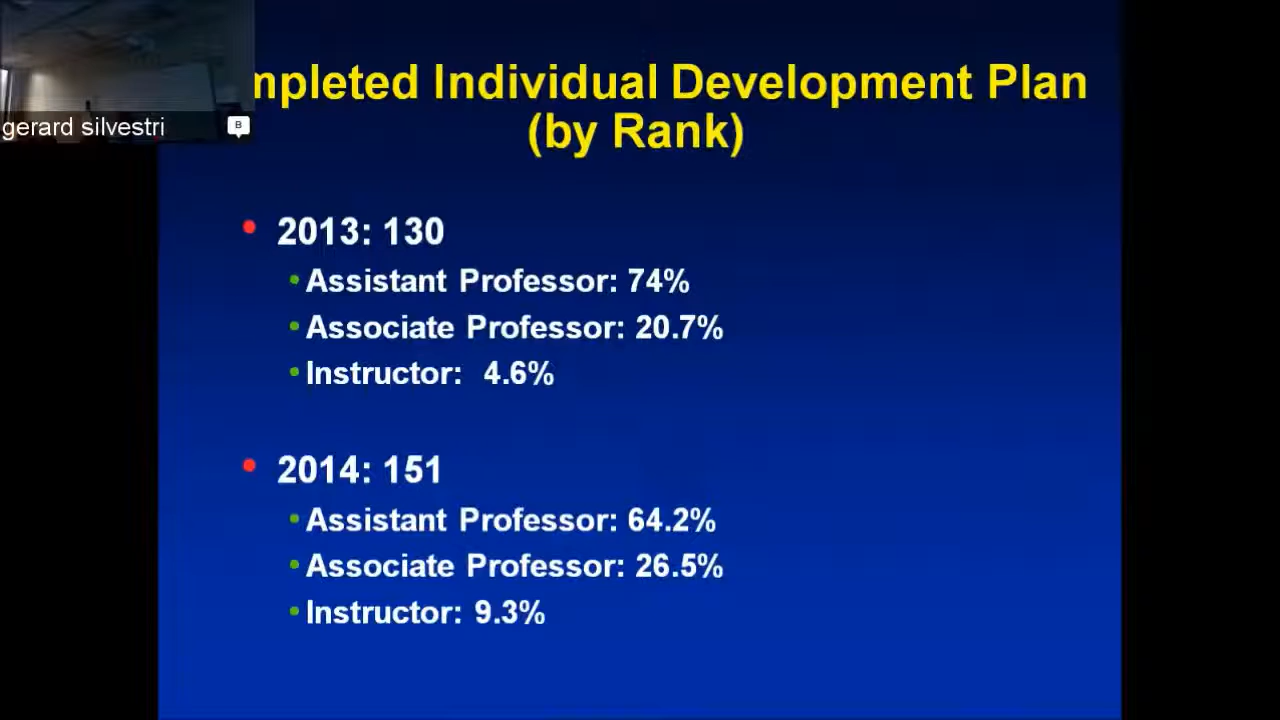 mpleted Individual Development Plan
(by Rank)
gerard silvestri
B
• 2013: 130
• Assistant Professor: 74%
• Associate Professor: 20.7%
• Instructor: 4.6%
• 2014: 151
• Assistant Professor: 64.2%
• Associate Professor: 26.5%
• Instructor: 9.3%